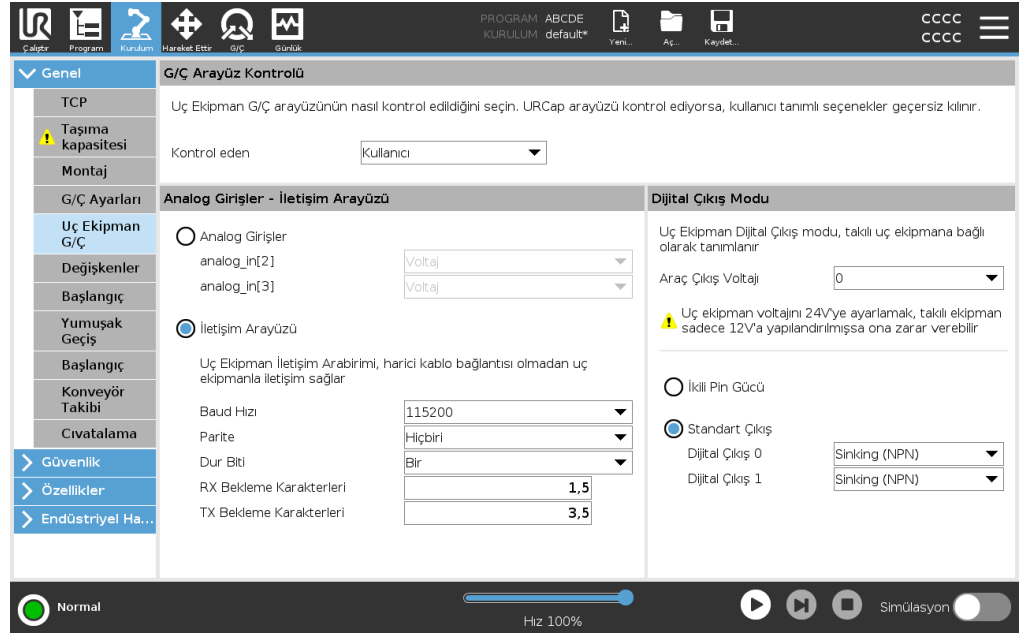 UR
Çalıştır
Program
Kurulum
Hareket Ettir
G/Ç
Günlük
PROGRAM ABCDE
KURULUM default*
Yeni...
Aç...
Kaydet...
CCCC
CCCC
Genel
TCP
Taşıma
kapasitesi
Montaj
G/Ç Ayarları
Uç Ekipman
G/Ç
Değişkenler
Başlangıç
Yumuşak
Geçiş
Başlangıç
Konveyör
Takibi
Cıvatalama
Güvenlik
Özellikler
Endüstriyel Ha...
G/Ç Arayüz Kontrolü
Uç Ekipman G/Ç arayüzünün nasıl kontrol edildiğini seçin. URCap arayüzü kontrol ediyorsa, kullanıcı tanımlı seçenekler geçersiz kılınır.
Kontrol eden Kullanıcı
Analog Girişler - İletişim Arayüzü
Analog Girişler
analog_in[2] Voltaj
analog_in[3] Voltaj
İletişim Arayüzü
Uç Ekipman İletişim Arabirimi, harici kablo bağlantısı olmadan uç
ekipmanla iletişim sağlar
Baud Hızı 115200
Parite Hiçbiri
Dur Biti Bir
RX Bekleme Karakterleri 1,5
TX Bekleme Karakterleri 3,5
Dijital Çıkış Modu
Uç Ekipman Dijital Çıkış modu, takılı uç ekipmana bağlı
olarak tanımlanır
Araç Çıkış Voltajı 0
Uç ekipman voltajını 24V'ye ayarlamak, takılı ekipman
sadece 12V'a yapılandırılmışsa ona zarar verebilir
İkili Pin Gücü
Standart Çıkış
Dijital Çıkış 0 Sinking (NPN)
Dijital Çıkış 1 Sinking (NPN)
Normal
Hız 100%
Simülasyon